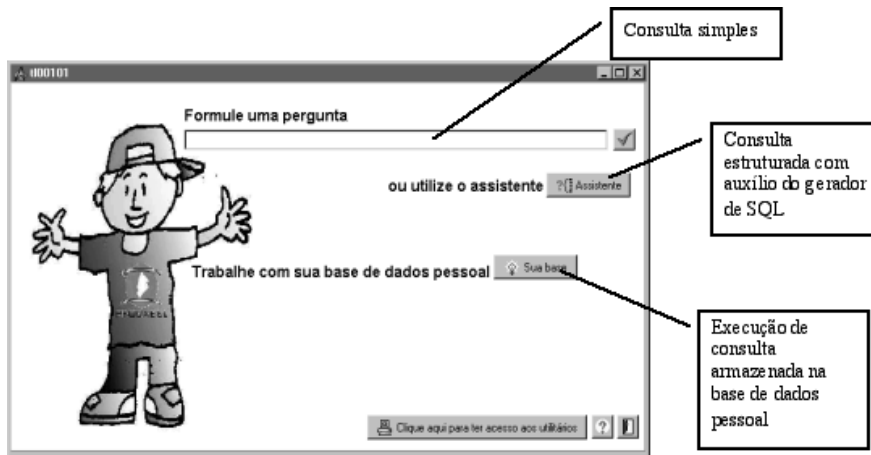 Consulta simples
Formule uma pergunta
ou utilize o assistente
?{} Assistente
Consulta
estruturada com
auxílio do gerador
de SQL
Trabalhe com sua base de dados pessoal
Sua base
Execução de
consulta
armazenada na
base de dados
pessoal
Clique aqui para ter acesso aos utilitários
?